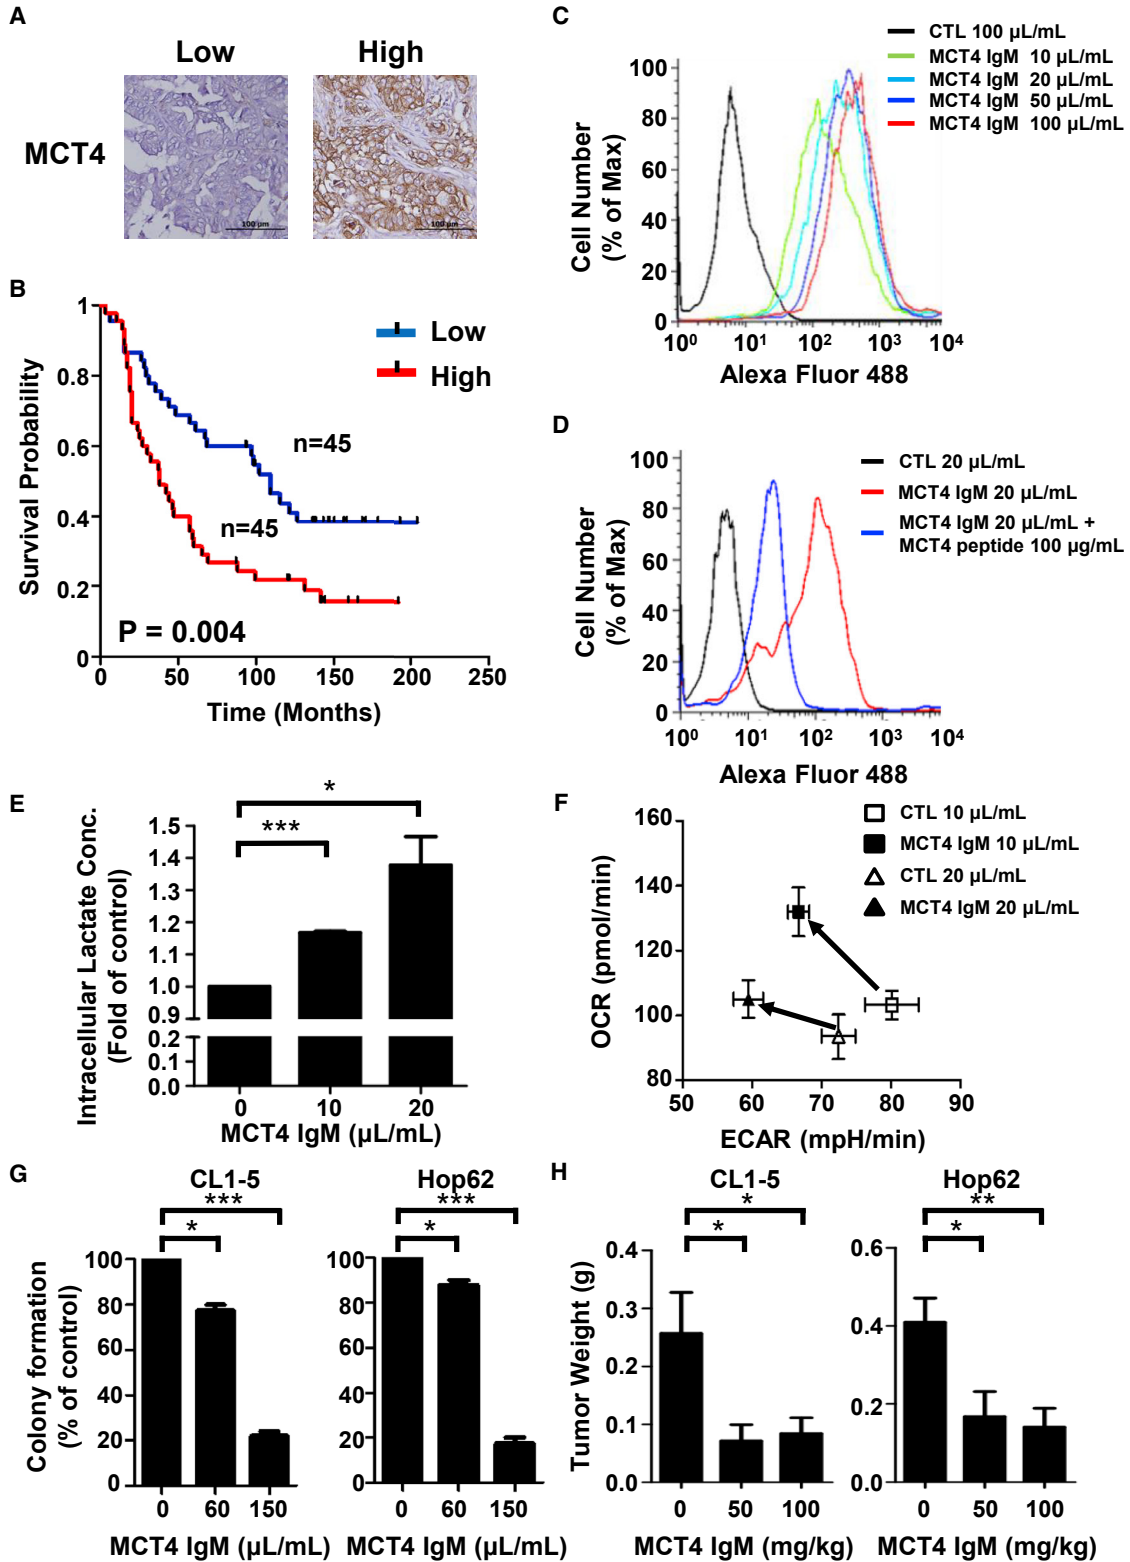 A
Low
High
MCT4
100 µm
100 µm
B
1
0.8
0.6
0.4
0.2
0
Survival Probability
Low
High
n=45
n=45
P = 0.004
0 50 100 150 200 250
Time (Months)
C
CTL 100 µL/mL
MCT4 IgM 10 µL/mL
MCT4 IgM 20 µL/mL
MCT4 IgM 50 µL/mL
MCT4 IgM 100 µL/mL
100
80
60
40
20
0
Cell Number
(% of Max)
10⁰ 10¹ 10² 10³ 10⁴
Alexa Fluor 488
D
CTL 20 µL/mL
MCT4 IgM 20 µL/mL
MCT4 IgM 20 µL/mL +
MCT4 peptide 100 µg/mL
100
80
60
40
20
0
Cell Number
(% of Max)
10⁰ 10¹ 10² 10³ 10⁴
Alexa Fluor 488
E
*
***
1.5
1.4
1.3
1.2
1.1
1.0
0.9
0.2
0.1
0.0
Intracellular Lactate Conc.
(Fold of control)
0 10 20
MCT4 IgM (µL/mL)
F
CTL 10 µL/mL
MCT4 IgM 10 µL/mL
CTL 20 µL/mL
MCT4 IgM 20 µL/mL
160
140
120
100
80
OCR (pmol/min)
50 60 70 80 90
ECAR (mpH/min)
G
CL1-5
***
*
100
80
60
40
20
0
Colony formation
(% of control)
0 60 150
MCT4 IgM (µL/mL)
Hop62
***
*
100
80
60
40
20
0
0 60 150
MCT4 IgM (µL/mL)
H
CL1-5
*
*
0.4
0.3
0.2
0.1
0.0
Tumor Weight (g)
0 50 100
MCT4 IgM (mg/kg)
Hop62
**
*
0.6
0.4
0.2
0.0
0 50 100
MCT4 IgM (mg/kg)